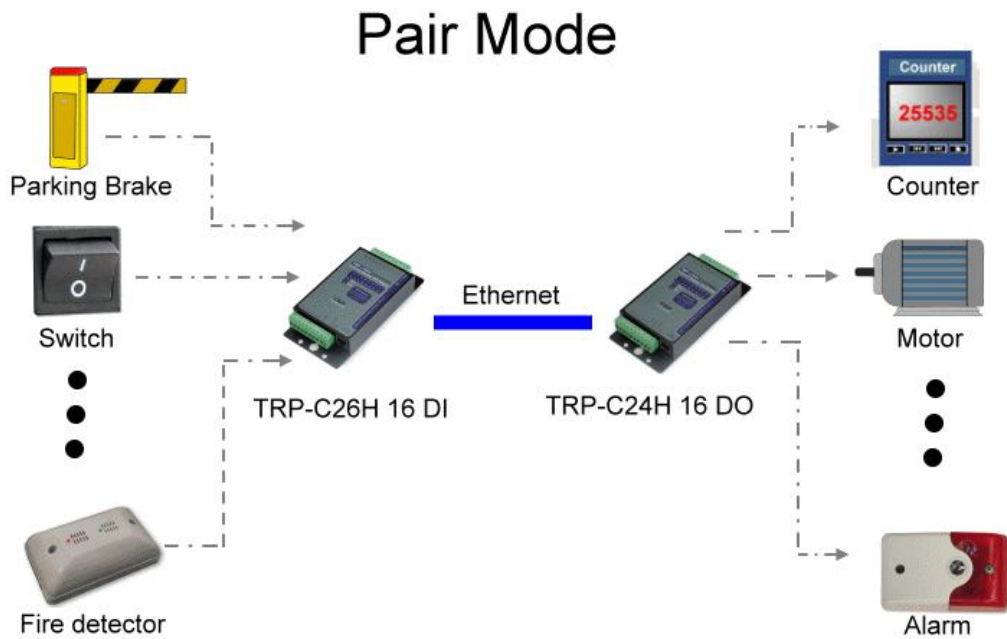 Pair Mode
Counter
25535
Parking Brake
Counter
I
O
Ethernet
Switch
Motor
TRP-C26H 16 DI
TRP-C24H 16 DO
Fire detector
Alarm